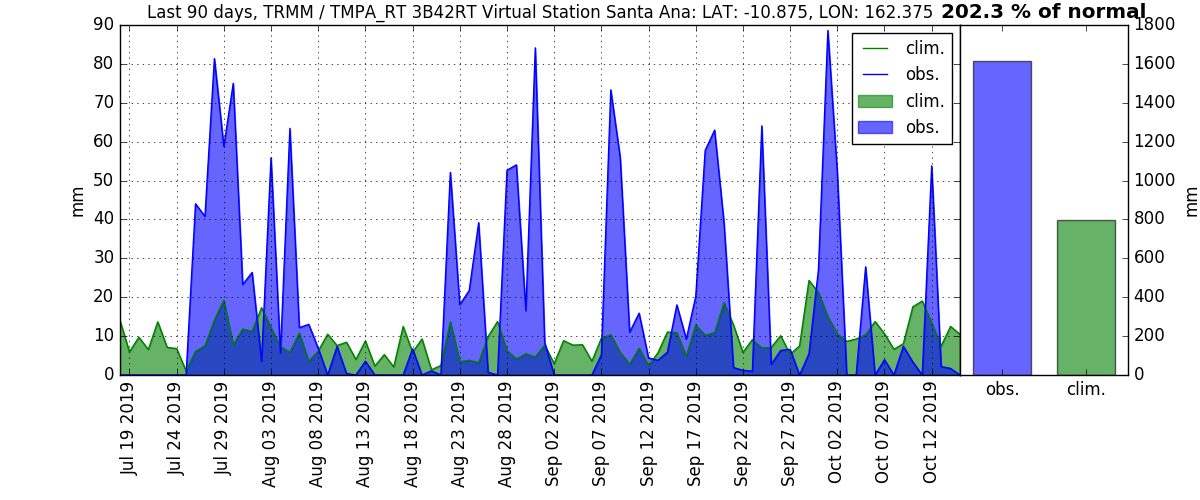 Last 90 days, TRMM / TMPA_RT 3B42RT Virtual Station Santa Ana: LAT: -10.875, LON: 162.375 202.3 % of normal
90
80
70
60
50
40
30
20
10
0
mm
clim.
obs.
clim.
obs.
1800
1600
1400
1200
1000
800
600
400
200
0
mm
Jul 19 2019
Jul 24 2019
Jul 29 2019
Aug 03 2019
Aug 08 2019
Aug 13 2019
Aug 18 2019
Aug 23 2019
Aug 28 2019
Sep 02 2019
Sep 07 2019
Sep 12 2019
Sep 17 2019
Sep 22 2019
Sep 27 2019
Oct 02 2019
Oct 07 2019
Oct 12 2019
obs.
clim.